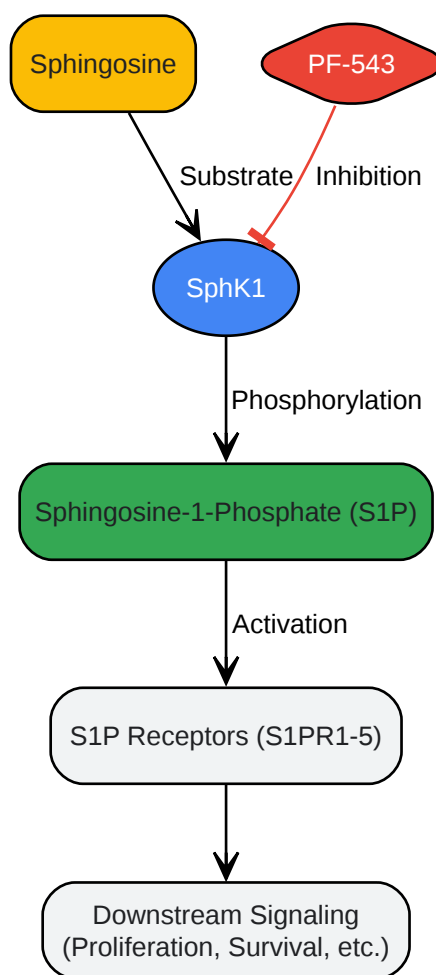 Sphingosine
PF-543
Substrate
Inhibition
SphK1
Phosphorylation
Sphingosine-1-Phosphate (S1P)
Activation
S1P Receptors (S1PR1-5)
Downstream Signaling
(Proliferation, Survival, etc.)